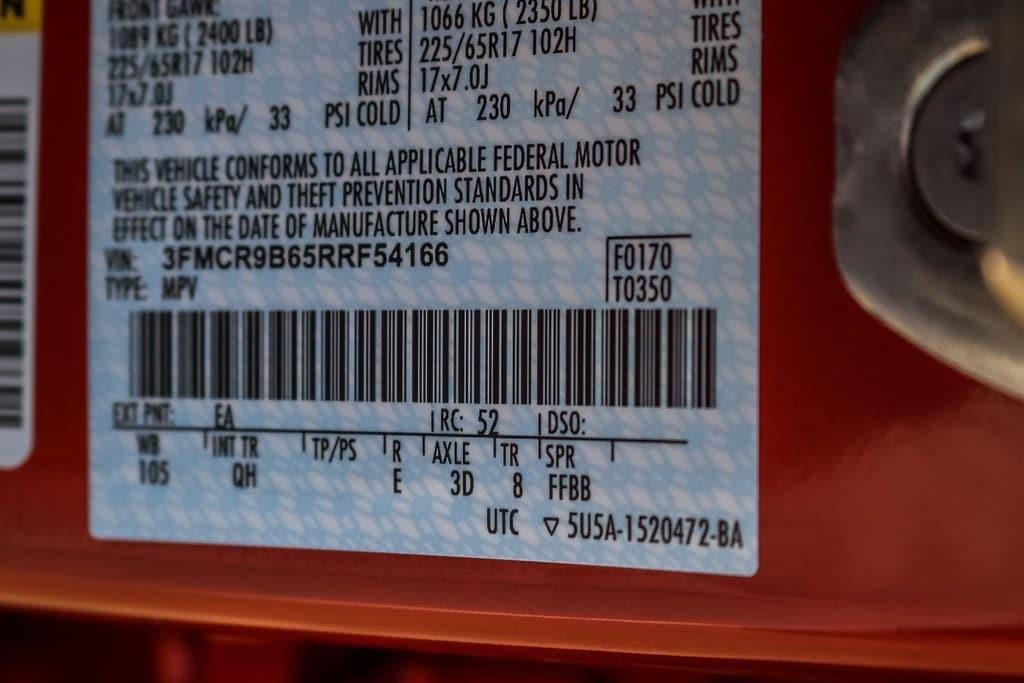 FRONT GAWR:
1089 KG ( 2400 LB) WITH
225/65R17 102H TIRES
17x7.0J RIMS
AT 230 kPa/ 33 PSI COLD
1066 KG ( 2350 LB) WITH
225/65R17 102H TIRES
17x7.0J RIMS
AT 230 kPa/ 33 PSI COLD
THIS VEHICLE CONFORMS TO ALL APPLICABLE FEDERAL MOTOR
VEHICLE SAFETY AND THEFT PREVENTION STANDARDS IN
EFFECT ON THE DATE OF MANUFACTURE SHOWN ABOVE.
VIN: 3FMCR9B65RRF54166
F0170
TYPE: MPV
T0350
EXT PNT: EA RC: 52 DSO:
WB INT TR TP/PS R AXLE TR SPR
105 QH E 3D 8 FFBB
UTC ▽ 5U5A-1520472-BA